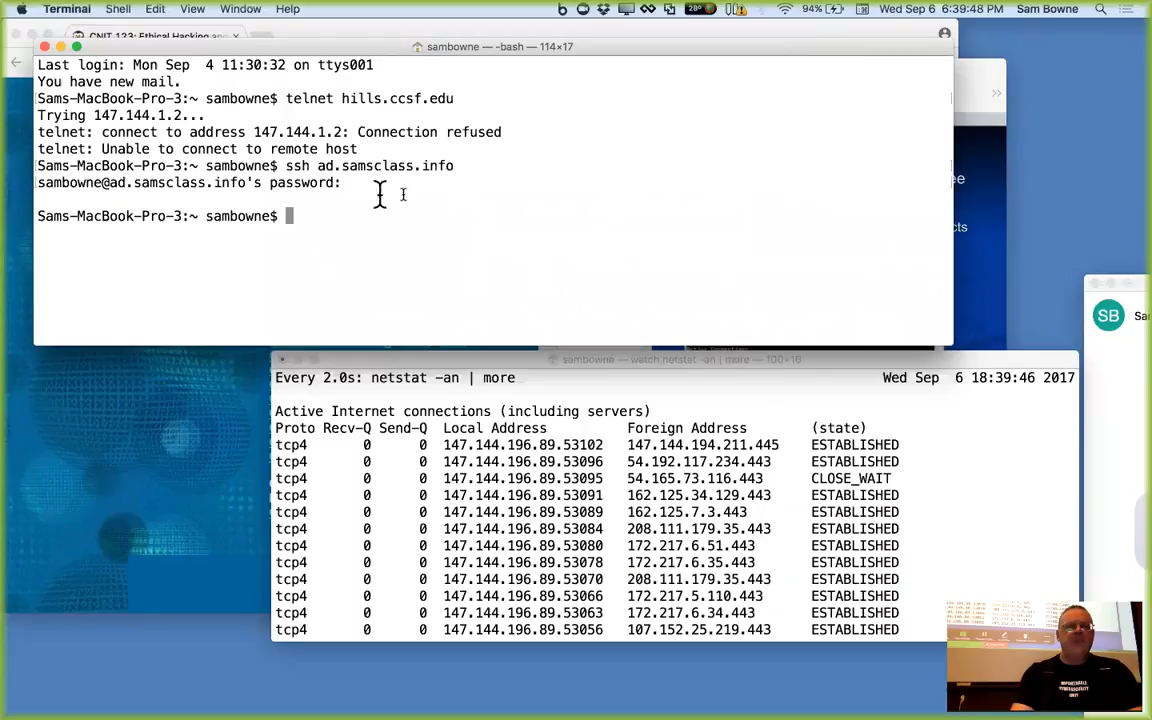 Terminal Shell Edit View Window Help 28° 94% Wed Sep 6 6:39:48 PM Sam Bowne
CNIT 123: Ethical Hacking and
sambowne — -bash — 114×17
Last login: Mon Sep 4 11:30:32 on ttys001
You have new mail.
Sams-MacBook-Pro-3:~ sambowne$ telnet hills.ccsf.edu
Trying 147.144.1.2...
telnet: connect to address 147.144.1.2: Connection refused
telnet: Unable to connect to remote host
Sams-MacBook-Pro-3:~ sambowne$ ssh ad.samsclass.info
sambowne@ad.samsclass.info's password:
Sams-MacBook-Pro-3:~ sambowne$
ee
cts
SB Sam
sambowne — watch netstat -an | more — 100×16
Every 2.0s: netstat -an | more Wed Sep 6 18:39:46 2017
Active Internet connections (including servers)
Proto Recv-Q Send-Q Local Address Foreign Address (state)
tcp4 0 0 147.144.196.89.53102 147.144.194.211.445 ESTABLISHED
tcp4 0 0 147.144.196.89.53096 54.192.117.234.443 ESTABLISHED
tcp4 0 0 147.144.196.89.53095 54.165.73.116.443 CLOSE_WAIT
tcp4 0 0 147.144.196.89.53091 162.125.34.129.443 ESTABLISHED
tcp4 0 0 147.144.196.89.53089 162.125.7.3.443 ESTABLISHED
tcp4 0 0 147.144.196.89.53084 208.111.179.35.443 ESTABLISHED
tcp4 0 0 147.144.196.89.53080 172.217.6.51.443 ESTABLISHED
tcp4 0 0 147.144.196.89.53078 172.217.6.35.443 ESTABLISHED
tcp4 0 0 147.144.196.89.53070 208.111.179.35.443 ESTABLISHED
tcp4 0 0 147.144.196.89.53066 172.217.5.110.443 ESTABLISHED
tcp4 0 0 147.144.196.89.53063 172.217.6.34.443 ESTABLISHED
tcp4 0 0 147.144.196.89.53056 107.152.25.219.443 ESTABLISHED
CYBERSECURITY
UNIT